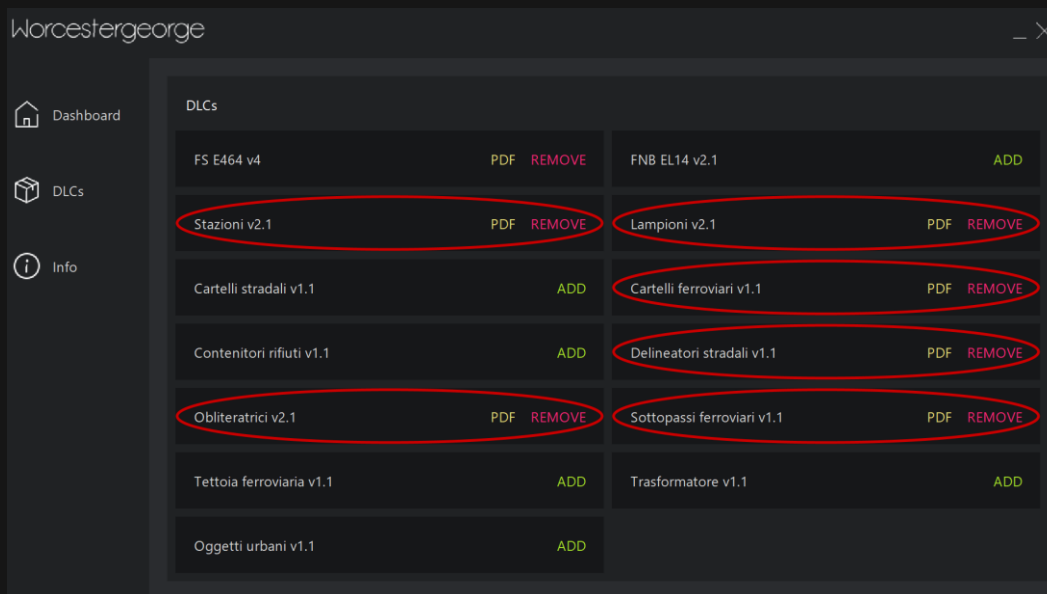 Worcestergeorge
Dashboard
DLCs
Info
DLCs
FS E464 v4 PDF REMOVE
FNB EL14 v2.1 ADD
Stazioni v2.1 PDF REMOVE
Lampioni v2.1 PDF REMOVE
Cartelli stradali v1.1 ADD
Cartelli ferroviari v1.1 PDF REMOVE
Contenitori rifiuti v1.1 ADD
Delineatori stradali v1.1 PDF REMOVE
Obliteratrici v2.1 PDF REMOVE
Sottopassi ferroviari v1.1 PDF REMOVE
Tettoia ferroviaria v1.1 ADD
Trasformatore v1.1 ADD
Oggetti urbani v1.1 ADD